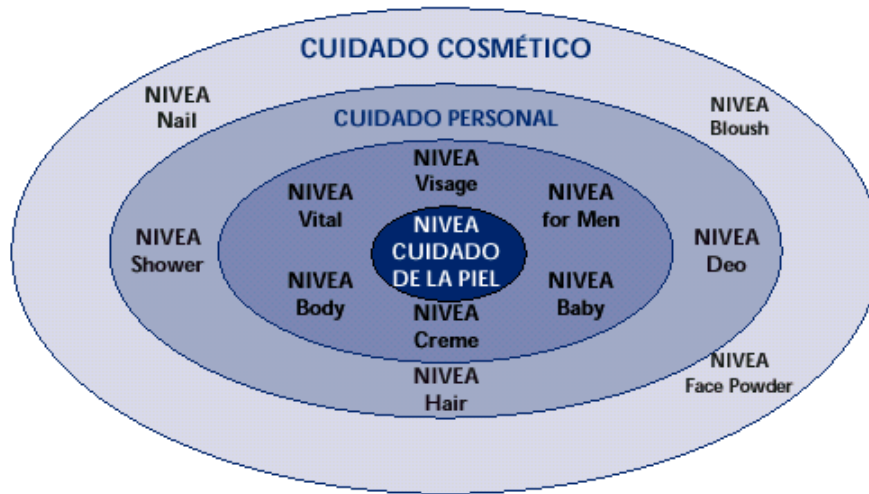 CUIDADO COSMÉTICO
NIVEA
Nail
NIVEA
Bloush
CUIDADO PERSONAL
NIVEA
Visage
NIVEA
Vital
NIVEA
for Men
NIVEA
CUIDADO
DE LA PIEL
NIVEA
Shower
NIVEA
Deo
NIVEA
Body
NIVEA
Baby
NIVEA
Creme
NIVEA
Hair
NIVEA
Face Powder